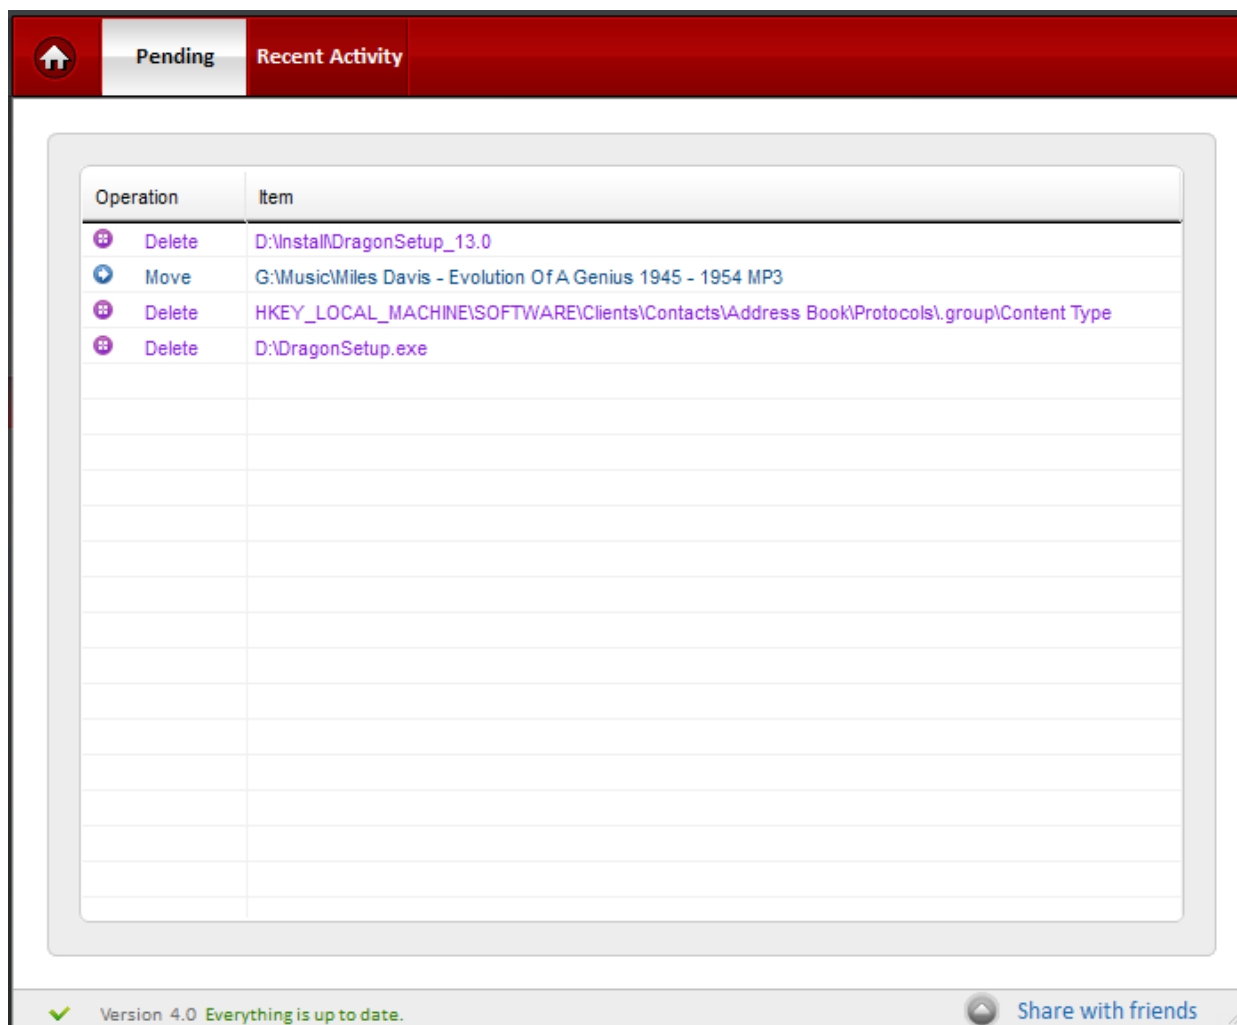 Pending Recent Activity
Operation Item
Delete D:\Install\DragonSetup_13.0
Move G:\Music\Miles Davis - Evolution Of A Genius 1945 - 1954 MP3
Delete HKEY_LOCAL_MACHINE\SOFTWARE\Clients\Contacts\Address Book\Protocols\.group\Content Type
Delete D:\DragonSetup.exe
Version 4.0 Everything is up to date. Share with friends